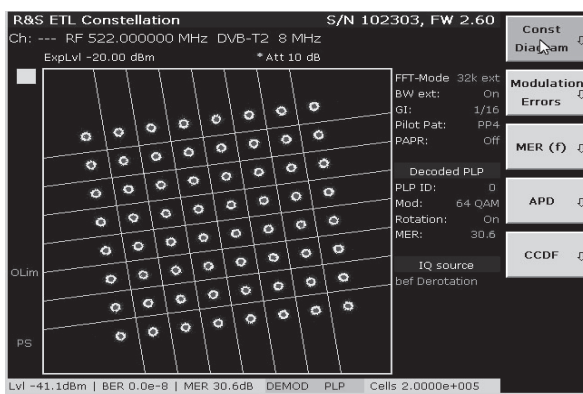 R&S ETL Constellation S/N 102303, FW 2.60
Ch: --- RF 522.000000 MHz DVB-T2 8 MHz
ExpLvl -20.00 dBm * Att 10 dB
FFT-Mode 32k ext
BW ext: On
GI: 1/16
Pilot Pat: PP4
PAPR: Off
Decoded PLP
PLP ID: 0
Mod: 64 QAM
Rotation: On
MER: 30.6
IQ source
bef Derotation
OLim
PS
Lvl -41.1dBm | BER 0.0e-8 | MER 30.6dB DEMOD PLP Cells 2.0000e+005
Const
Diagram
Modulation
Errors
MER (f)
APD
CCDF